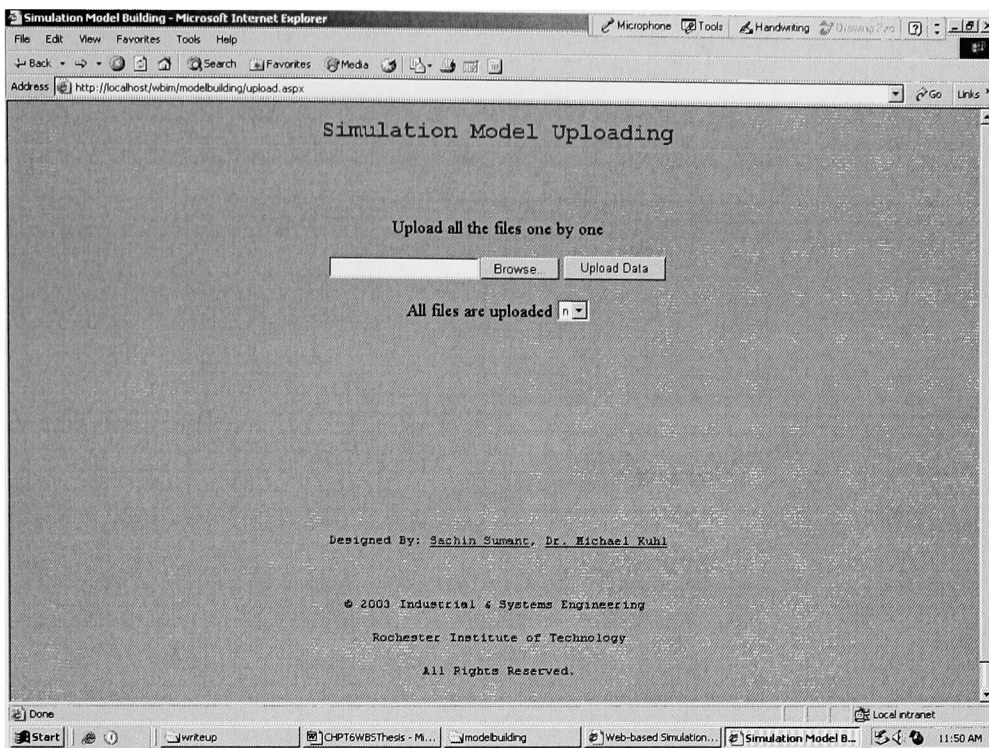 Simulation Model Building - Microsoft Internet Explorer
Microphone Tools Handwriting Drawing Pad
File Edit View Favorites Tools Help
Back Search Favorites Media
Address http://localhost/wbim/modelbuilding/upload.aspx Go Links
Simulation Model Uploading
Upload all the files one by one
Browse... Upload Data
All files are uploaded n
Designed By: Sachin Sumant, Dr. Michael Kuhl
© 2003 Industrial & Systems Engineering
Rochester Institute of Technology
All Rights Reserved.
Done Local intranet
Start writeup CHPT6WBSThesis - Mi... modelbuilding Web-based Simulation... Simulation Model B... 11:50 AM